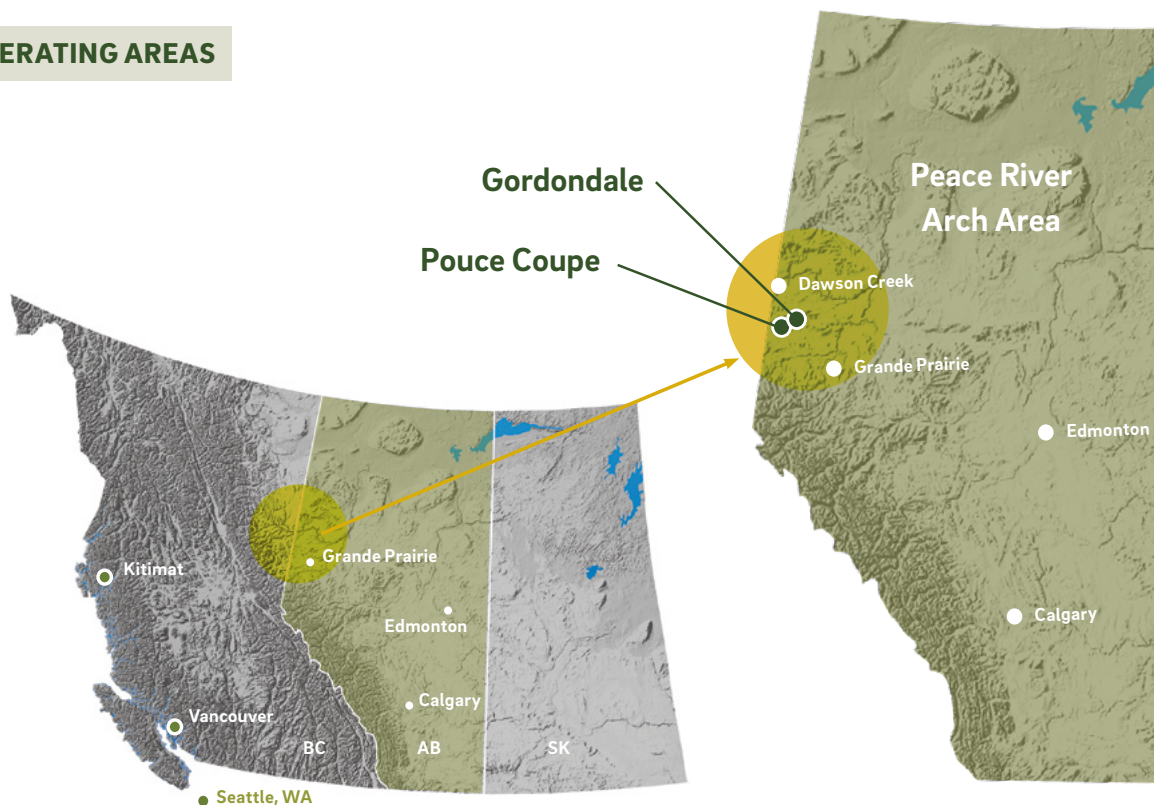 ERATING AREAS
Gordondale
Pouce Coupe
Peace River
Arch Area
Dawson Creek
Grande Prairie
Edmonton
Calgary
Grande Prairie
Kitimat
Edmonton
Calgary
Vancouver
BC
AB
SK
Seattle, WA